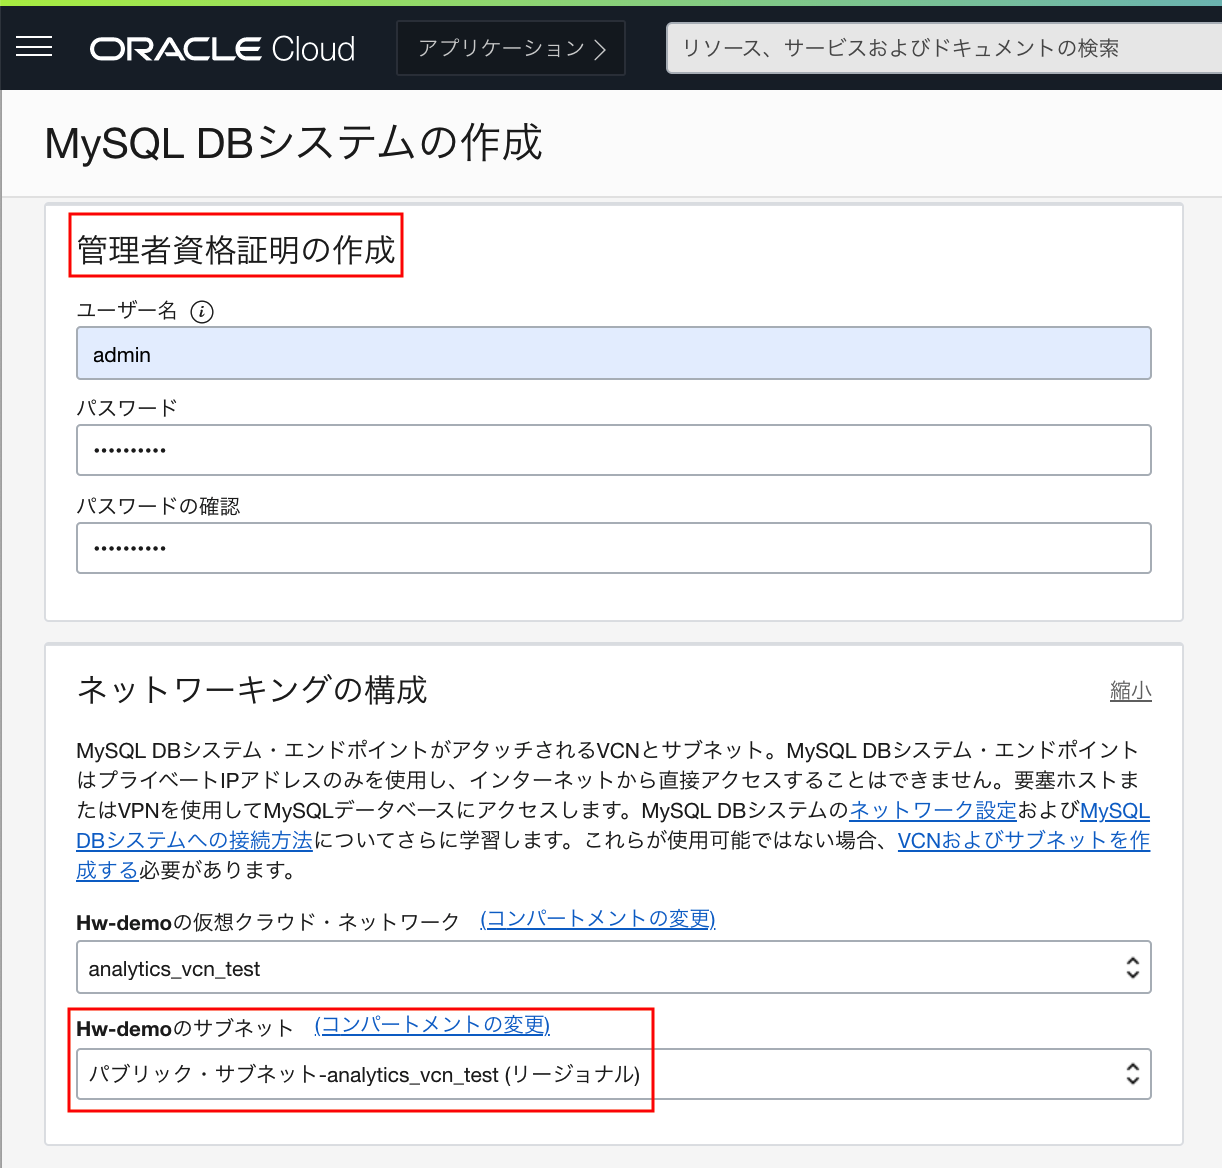 ORACLE Cloud
アプリケーション
リソース、サービスおよびドキュメントの検索
MySQL DBシステムの作成
管理者資格証明の作成
ユーザー名 i
admin
パスワード
••••••••••
パスワードの確認
••••••••••
ネットワーキングの構成
縮小
MySQL DBシステム・エンドポイントがアタッチされるVCNとサブネット。MySQL DBシステム・エンドポイント
はプライベートIPアドレスのみを使用し、インターネットから直接アクセスすることはできません。要塞ホストま
たはVPNを使用してMySQLデータベースにアクセスします。MySQL DBシステムのネットワーク設定およびMySQL
DBシステムへの接続方法についてさらに学習します。これらが使用可能ではない場合、VCNおよびサブネットを作
成する必要があります。
Hw-demoの仮想クラウド・ネットワーク (コンパートメントの変更)
analytics_vcn_test
Hw-demoのサブネット (コンパートメントの変更)
パブリック・サブネット-analytics_vcn_test (リージョナル)